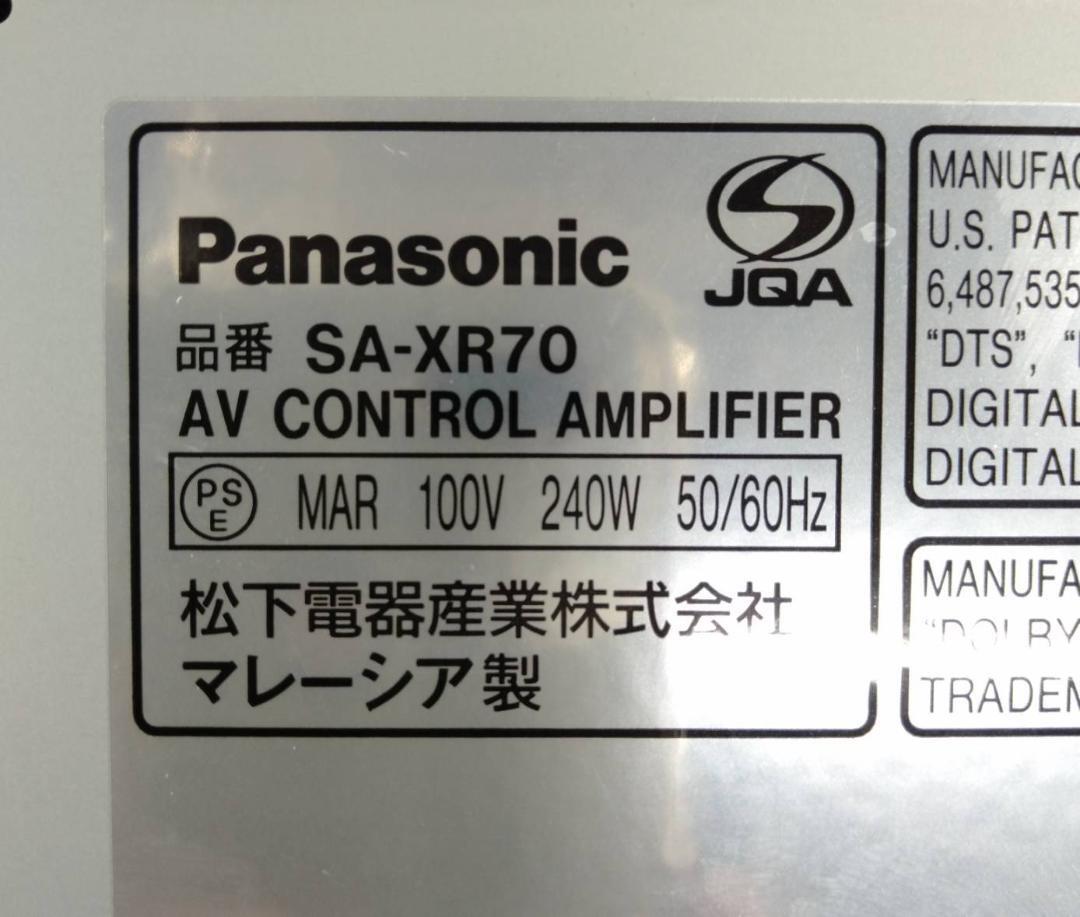 Panasonic
JQA
品番 SA-XR70
AV CONTROL AMPLIFIER
PSE MAR 100V 240W 50/60Hz
松下電器産業株式会社
マレーシア製
MANUFAC
U.S. PAT
6,487,535
“DTS”, “
DIGITAL
DIGITAL
MANUFA
“DOLBY
TRADEM